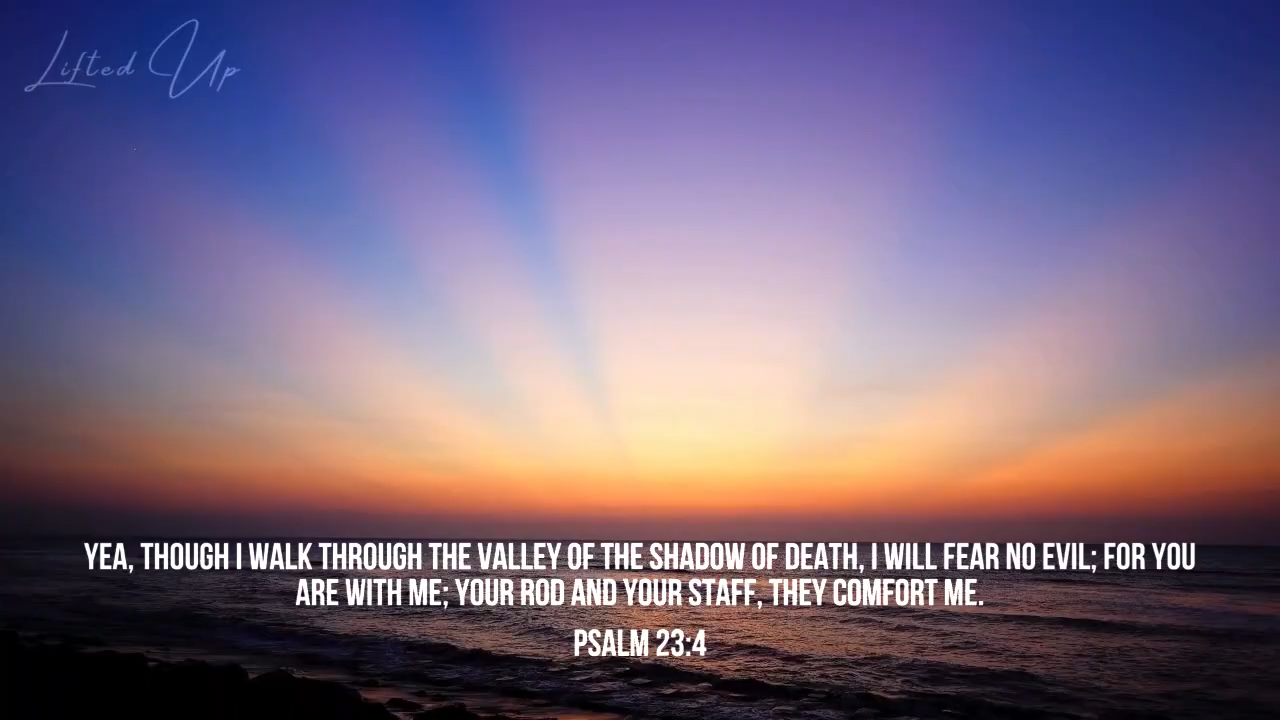 Lifted Up
YEA, THOUGH I WALK THROUGH THE VALLEY OF THE SHADOW OF DEATH, I WILL FEAR NO EVIL; FOR YOU
ARE WITH ME; YOUR ROD AND YOUR STAFF, THEY COMFORT ME.
PSALM 23:4